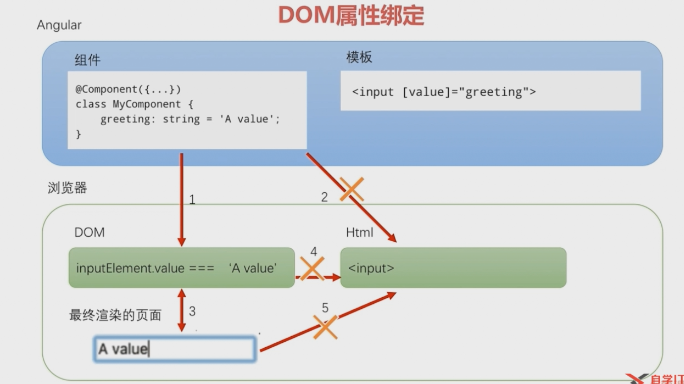 DOM属性绑定
Angular
组件
模板
@Component({...})
class MyComponent {
greeting: string = 'A value';
}
<input [value]="greeting">
浏览器
1
2
DOM
Html
4
inputElement.value === 'A value'
<input>
3
5
最终渲染的页面
A value
自学IT